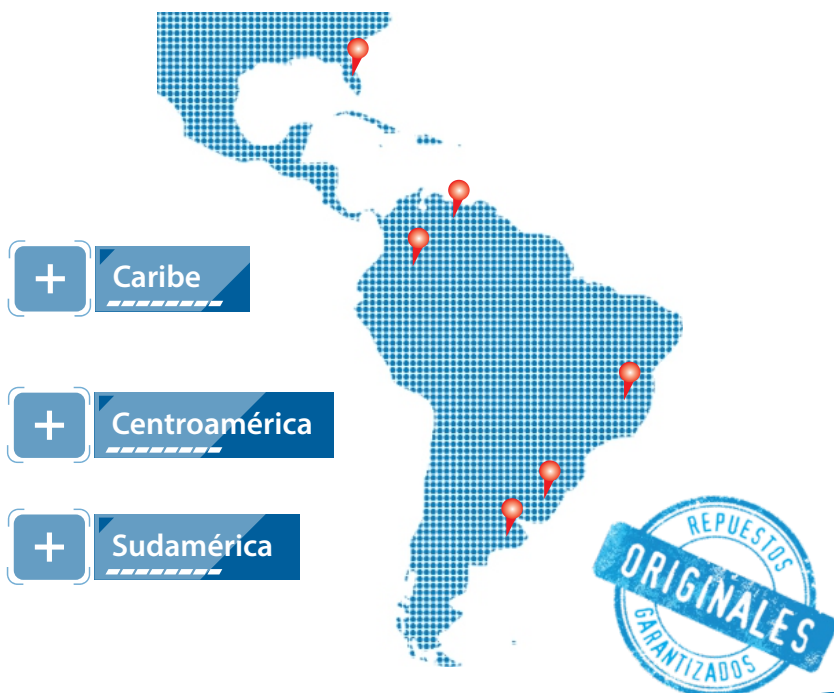 + Caribe
+ Centroamérica
+ Sudamérica
REPUESTOS
ORIGINALES
GARANTIZADOS